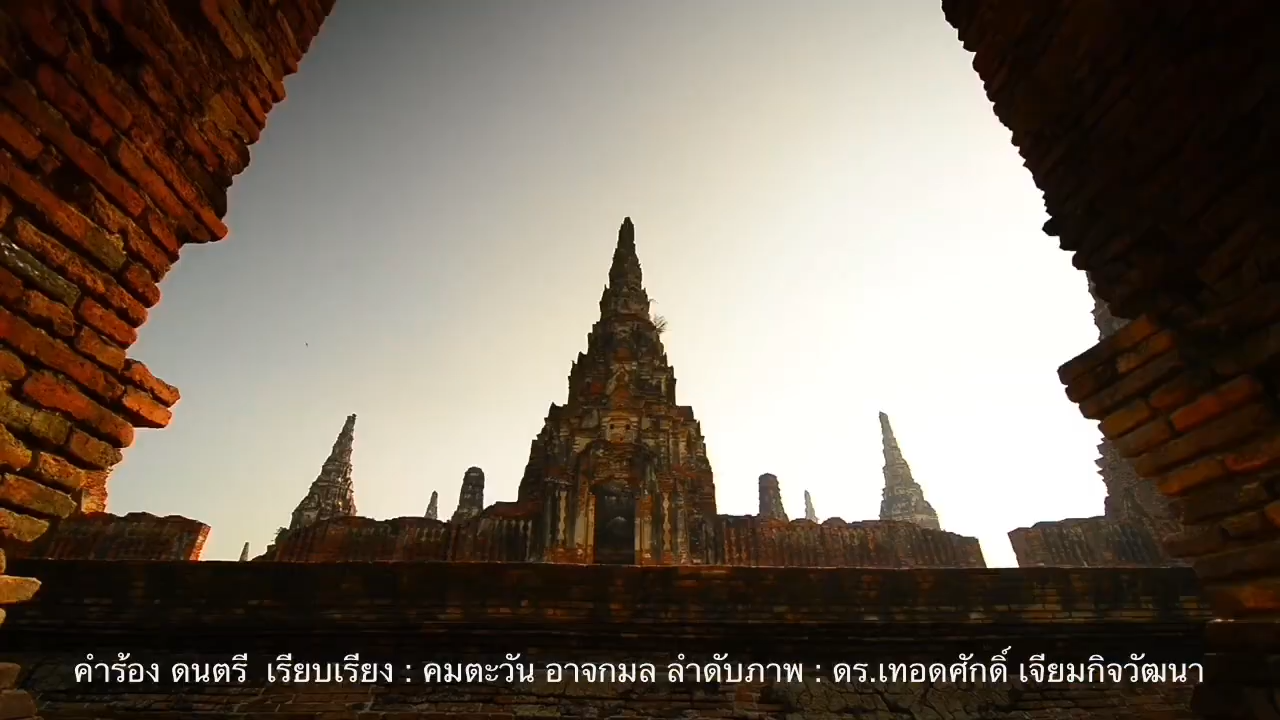 คำร้อง ดนตรี  เรียบเรียง : คมตะวัน อาจกมล ลำดับภาพ : ดร.เทอดศักดิ์ เจียมกิจวัฒนา